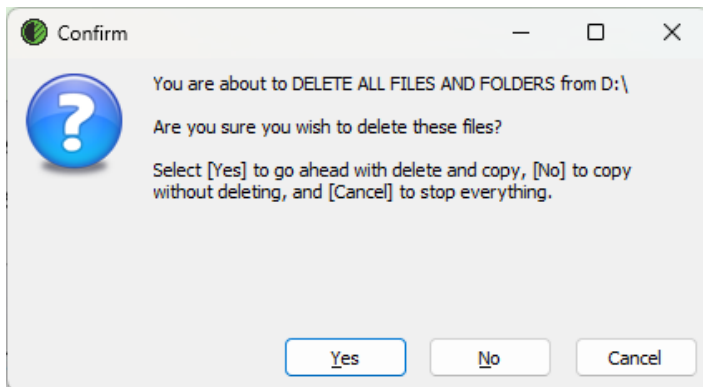 Confirm
You are about to DELETE ALL FILES AND FOLDERS from D:\
Are you sure you wish to delete these files?
Select [Yes] to go ahead with delete and copy, [No] to copy
without deleting, and [Cancel] to stop everything.
Yes
No
Cancel